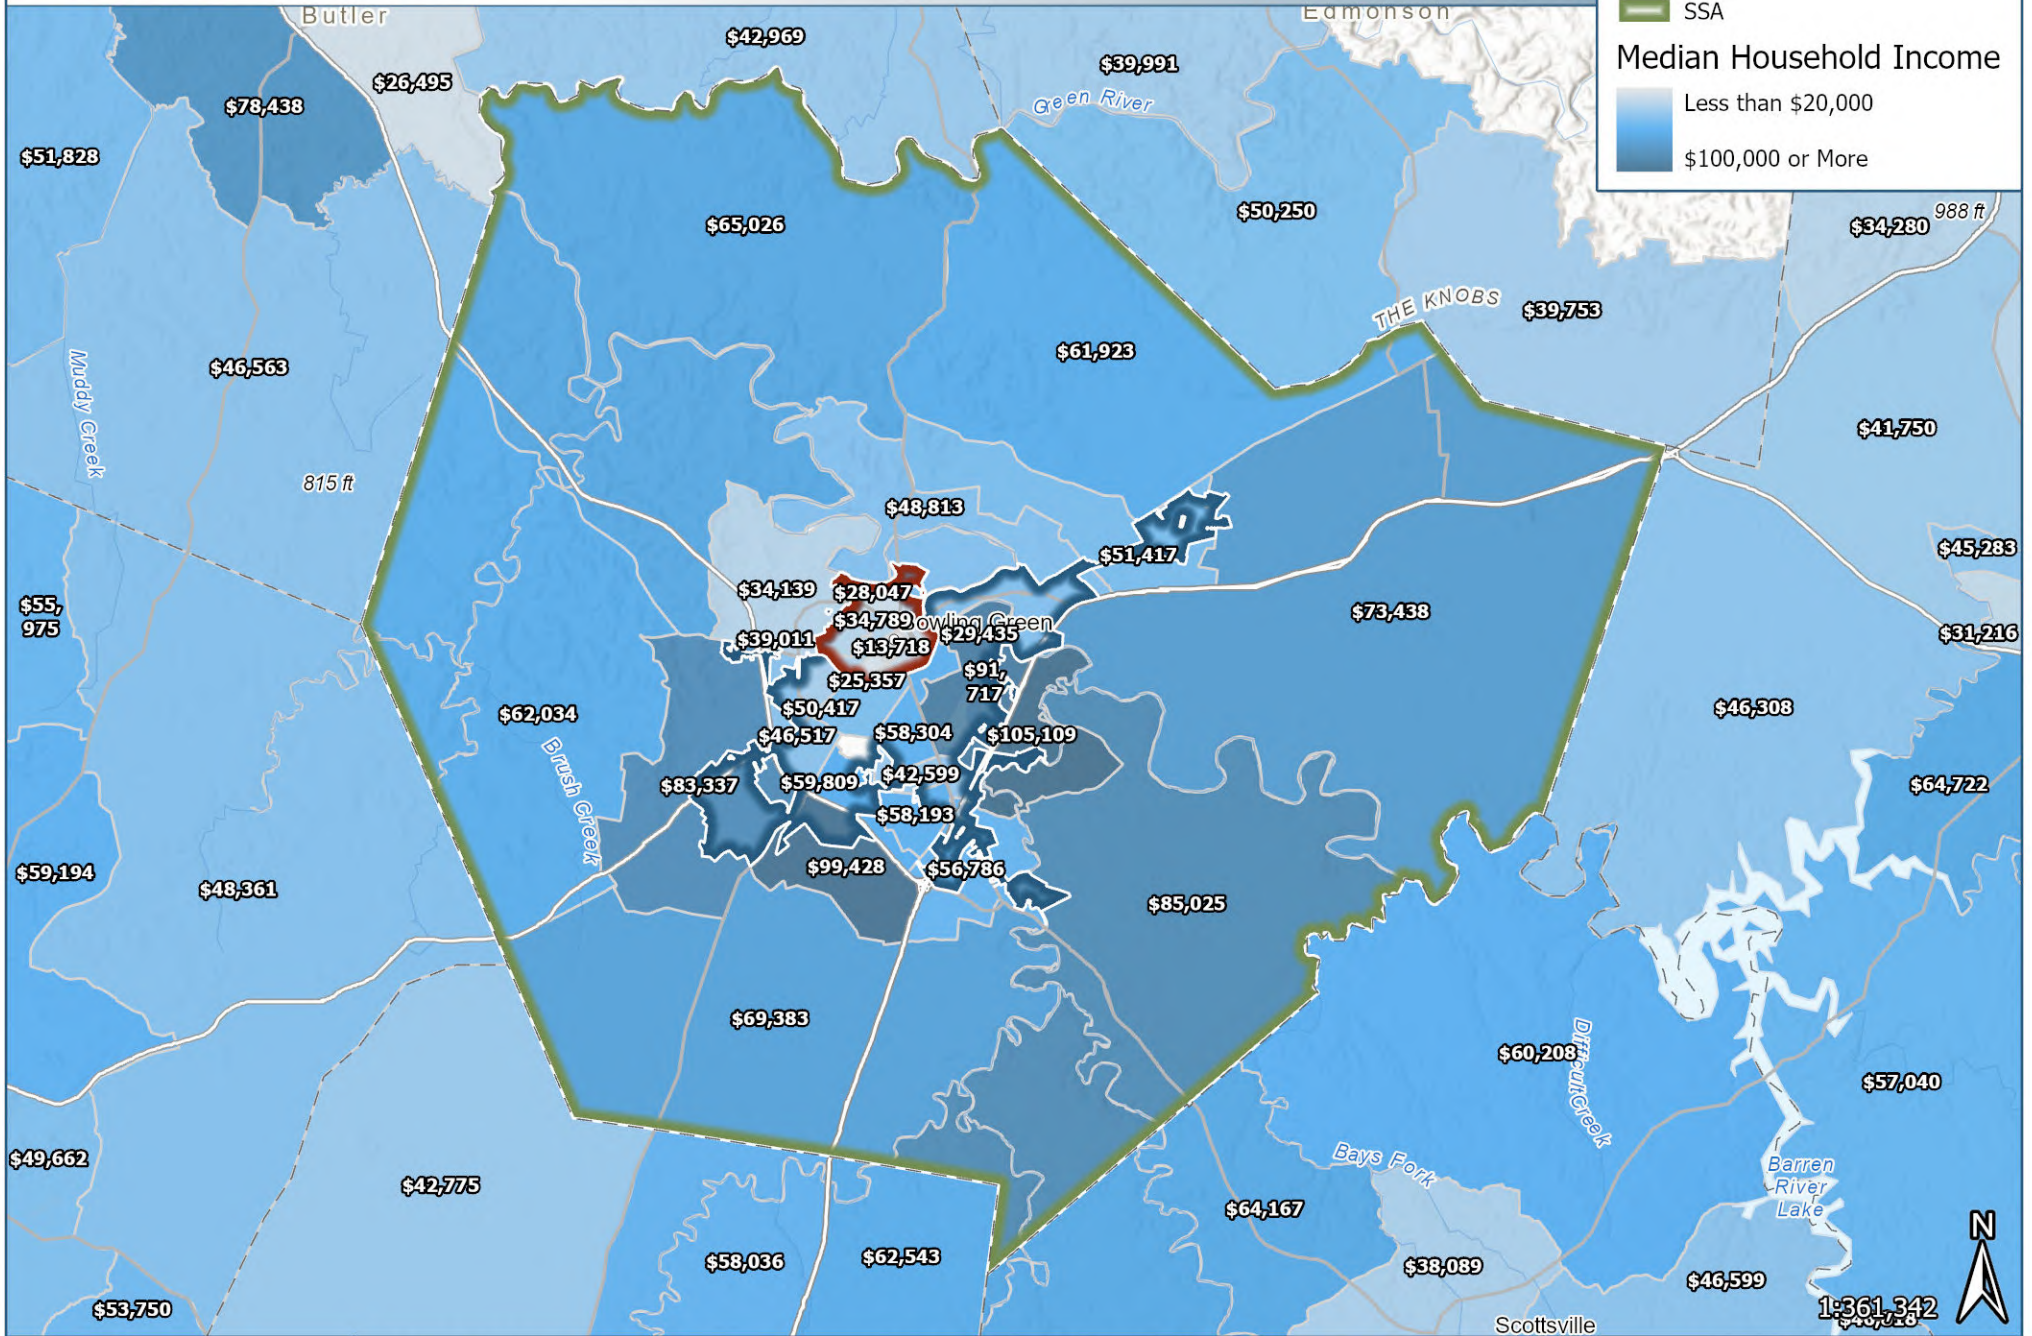 Butler
Edmonson
SSA
Median Household Income
Less than $20,000
$100,000 or More
$42,969
$39,991
$26,495
$78,438
Green River
$51,828
$65,026
$50,250
988 ft
$34,280
THE KNOBS
$39,753
$61,923
$46,563
Muddy Creek
$41,750
815 ft
$48,813
$51,417
$45,283
$34,139
$28,047
$55,
975
$34,789
Bowling Green
$29,435
$73,438
$31,216
$39,011
$13,718
$25,357
$91,
717
$50,417
$62,034
$46,308
$46,517
$58,304
$105,109
Brush Creek
$83,337
$59,809
$42,599
$64,722
$58,193
$59,194
$99,428
$56,786
$48,361
$85,025
$69,383
$60,208
Difficult Creek
$57,040
$49,662
Bays Fork
Barren
River
Lake
$42,775
$64,167
N
$58,036
$62,543
$38,089
$46,599
$53,750
1:361,342
Scottsville